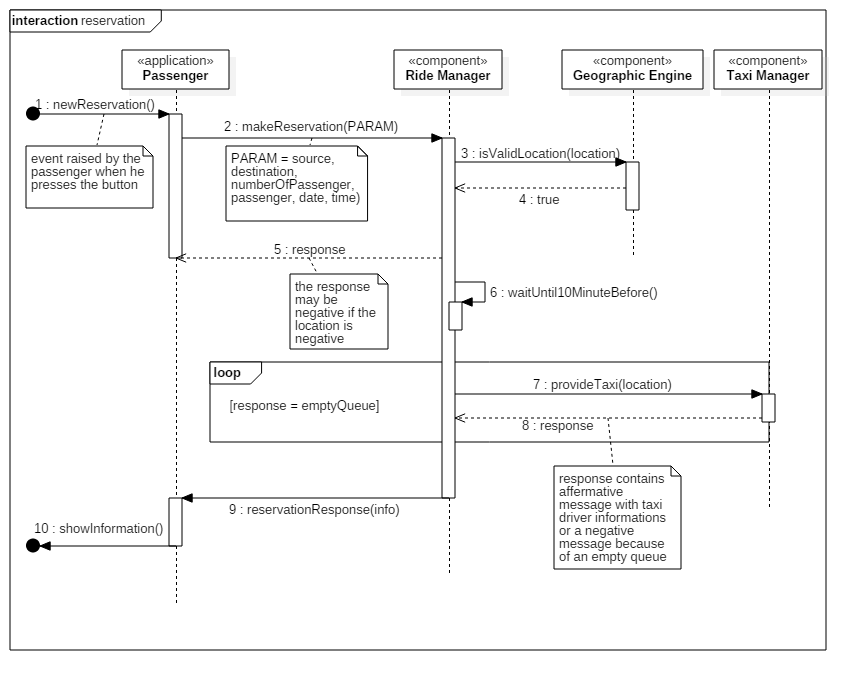 interaction reservation
«application»
Passenger
«component»
Ride Manager
«component»
Geographic Engine
«component»
Taxi Manager
1 : newReservation()
event raised by the
passenger when he
presses the button
2 : makeReservation(PARAM)
PARAM = source,
destination,
numberOfPassenger,
passenger, date, time)
3 : isValidLocation(location)
4 : true
5 : response
the response
may be
negative if the
location is
negative
6 : waitUntil10MinuteBefore()
loop
[response = emptyQueue]
7 : provideTaxi(location)
8 : response
response contains
affermative
message with taxi
driver informations
or a negative
message because
of an empty queue
9 : reservationResponse(info)
10 : showInformation()